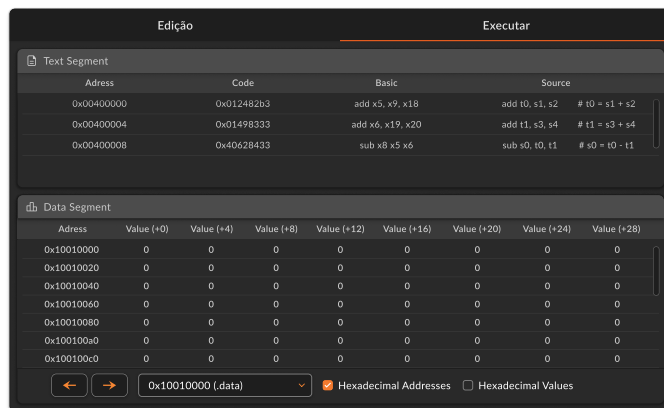 Edição Executar
Text Segment
Adress Code Basic Source
0x00400000 0x012482b3 add x5, x9, x18 add t0, s1, s2 # t0 = s1 + s2
0x00400004 0x01498333 add x6, x19, x20 add t1, s3, s4 # t1 = s3 + s4
0x00400008 0x40628433 sub x8 x5 x6 sub s0, t0, t1 # s0 = t0 - t1
Data Segment
Adress Value (+0) Value (+4) Value (+8) Value (+12) Value (+16) Value (+20) Value (+24) Value (+28)
0x10010000 0 0 0 0 0 0 0 0
0x10010020 0 0 0 0 0 0 0 0
0x10010040 0 0 0 0 0 0 0 0
0x10010060 0 0 0 0 0 0 0 0
0x10010080 0 0 0 0 0 0 0 0
0x100100a0 0 0 0 0 0 0 0 0
0x100100c0 0 0 0 0 0 0 0 0
0x10010000 (.data) Hexadecimal Addresses Hexadecimal Values